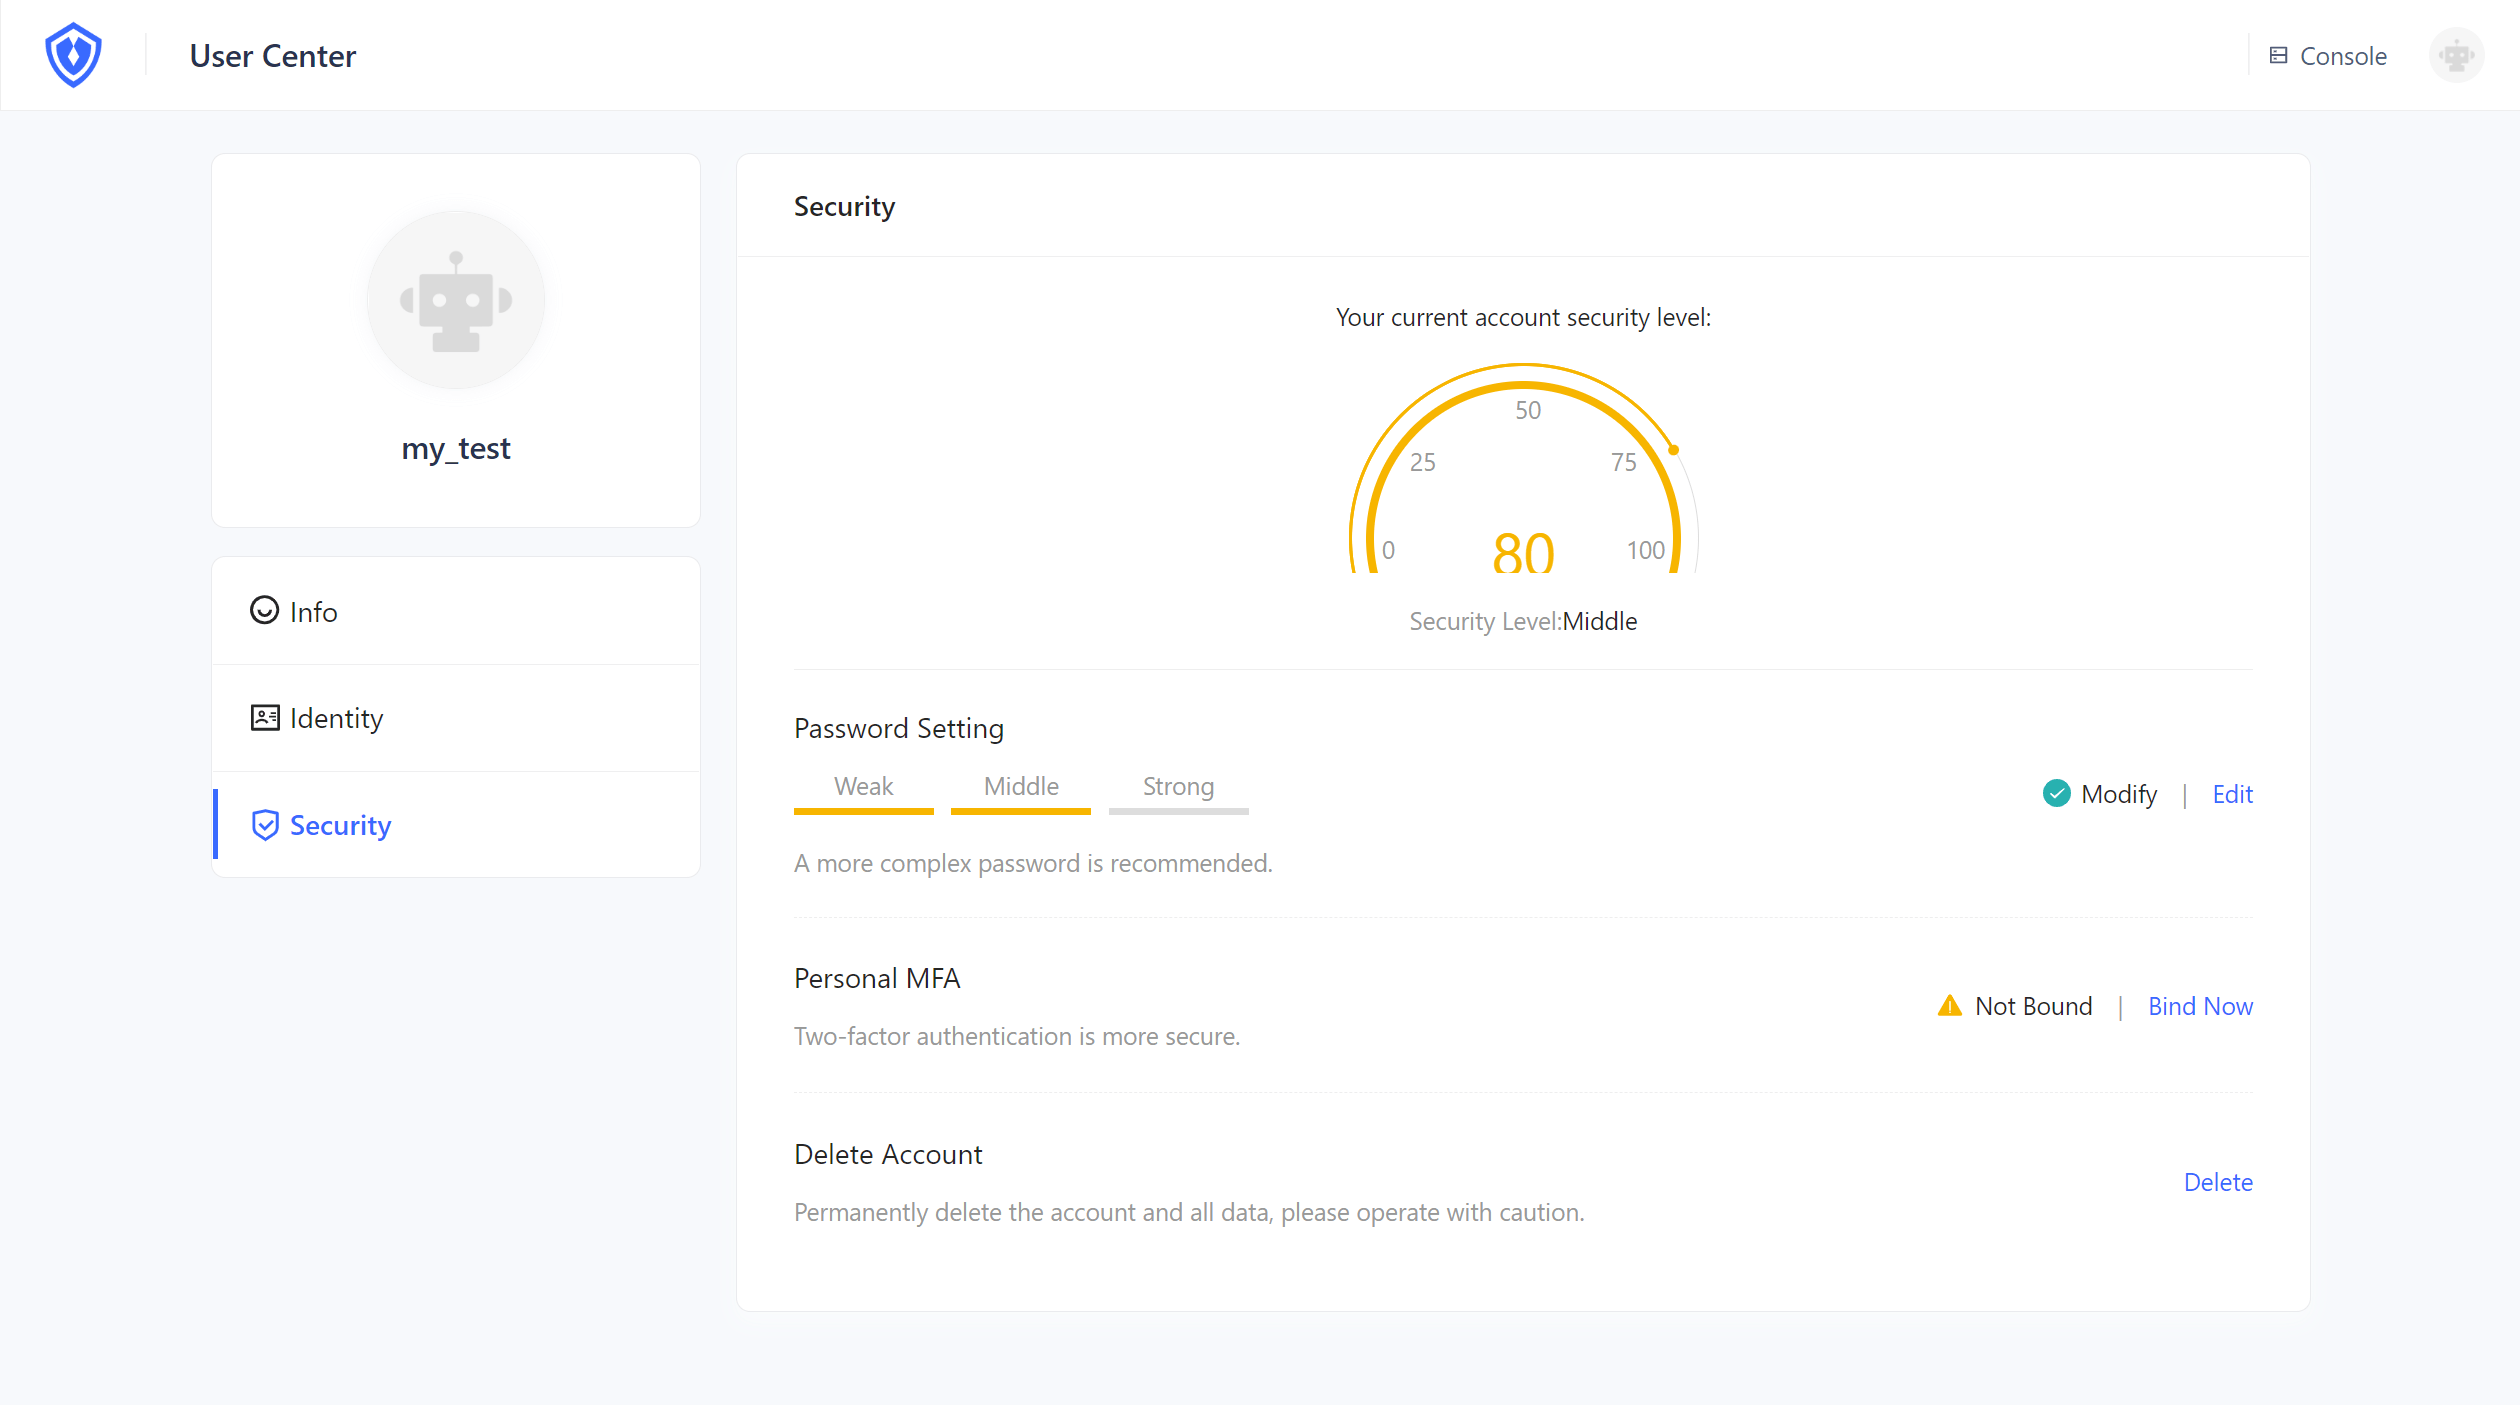 User Center
Console
my_test
Info
Identity
Security
Security
Your current account security level:
50
25
75
0
80
100
Security Level:Middle
Password Setting
Weak
Middle
Strong
Modify | Edit
A more complex password is recommended.
Personal MFA
Not Bound | Bind Now
Two-factor authentication is more secure.
Delete Account
Delete
Permanently delete the account and all data, please operate with caution.